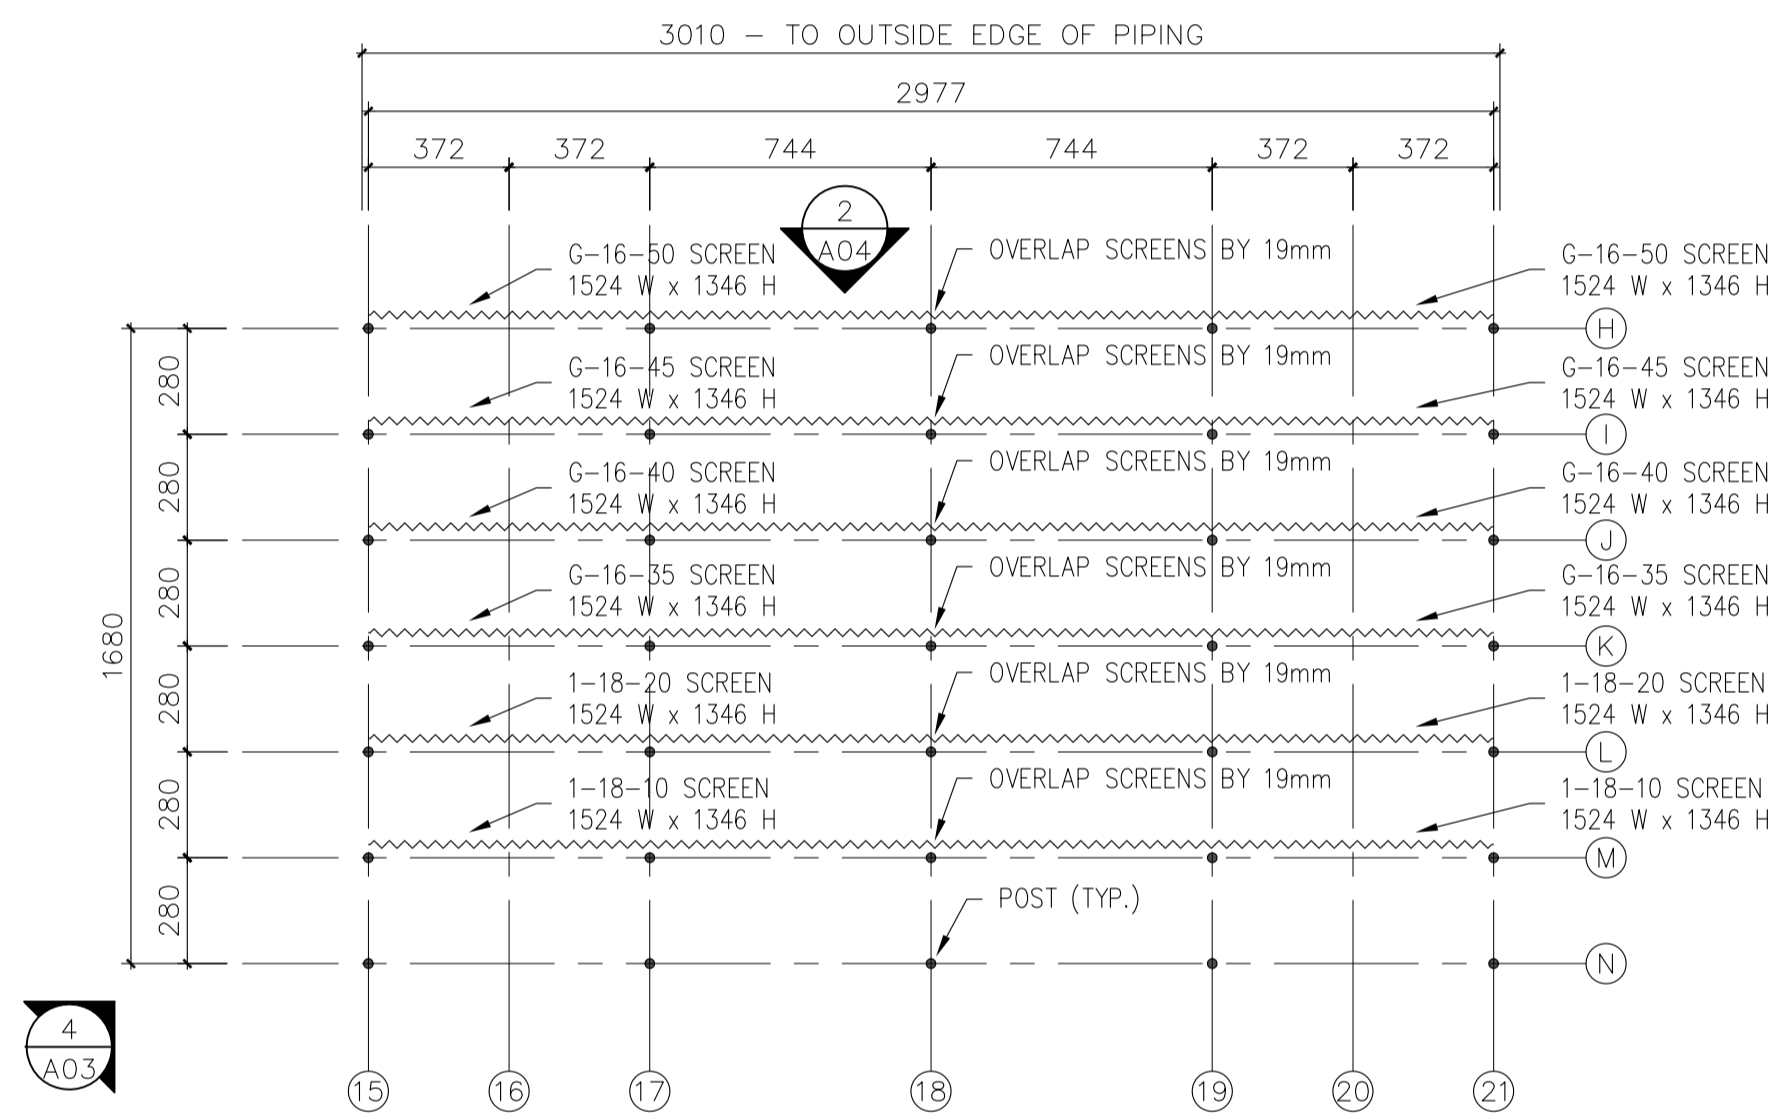 3010 – TO OUTSIDE EDGE OF PIPING
2977
372 372 744 744 372 372
2
A04
G-16-50 SCREEN
1524 W x 1346 H
OVERLAP SCREENS BY 19mm
G-16-50 SCREEN
1524 W x 1346 H
H
280
G-16-45 SCREEN
1524 W x 1346 H
OVERLAP SCREENS BY 19mm
G-16-45 SCREEN
1524 W x 1346 H
I
280
G-16-40 SCREEN
1524 W x 1346 H
OVERLAP SCREENS BY 19mm
G-16-40 SCREEN
1524 W x 1346 H
J
280
G-16-35 SCREEN
1524 W x 1346 H
OVERLAP SCREENS BY 19mm
G-16-35 SCREEN
1524 W x 1346 H
K
1680
280
1-18-20 SCREEN
1524 W x 1346 H
OVERLAP SCREENS BY 19mm
1-18-20 SCREEN
1524 W x 1346 H
L
280
1-18-10 SCREEN
1524 W x 1346 H
OVERLAP SCREENS BY 19mm
1-18-10 SCREEN
1524 W x 1346 H
M
280
POST (TYP.)
N
4
A03
15 16 17 18 19 20 21